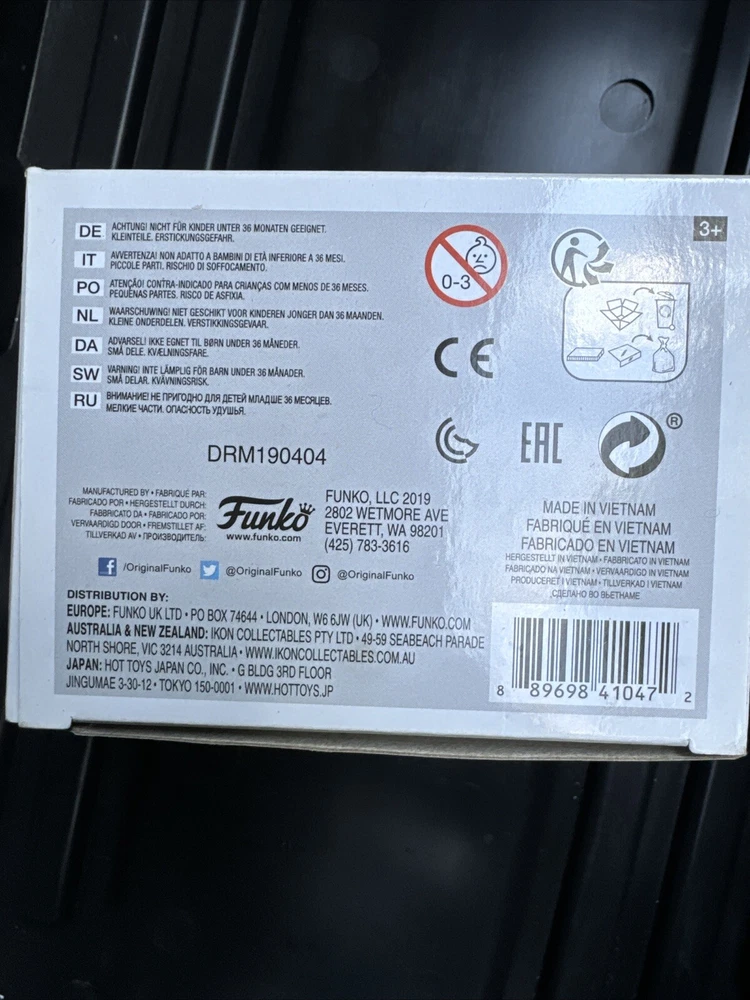 DE ACHTUNG! NICHT FÜR KINDER UNTER 36 MONATEN GEEIGNET.
KLEINTEILE. ERSTICKUNGSGEFAHR.
IT AVVERTENZA! NON ADATTO A BAMBINI DI ETÀ INFERIORE A 36 MESI.
PICCOLE PARTI. RISCHIO DI SOFFOCAMENTO.
PO ATENÇÃO! CONTRA-INDICADO PARA CRIANÇAS COM MENOS DE 36 MESES.
PEQUENAS PARTES. RISCO DE ASFIXIA.
NL WAARSCHUWING! NIET GESCHIKT VOOR KINDEREN JONGER DAN 36 MAANDEN.
KLEINE ONDERDELEN. VERSTIKKINGSGEVAAR.
DA ADVARSEL! IKKE EGNET TIL BØRN UNDER 36 MÅNEDER.
SMÅ DELE. KVÆLNINGSFARE.
SW VARNING! INTE LÄMPLIG FÖR BARN UNDER 36 MÅNADER.
SMÅ DELAR. KVÄVNINGSRISK.
RU ВНИМАНИЕ! НЕ ПРИГОДНО ДЛЯ ДЕТЕЙ МЛАДШЕ 36 МЕСЯЦЕВ.
МЕЛКИЕ ЧАСТИ. ОПАСНОСТЬ УДУШЬЯ.
0-3
3+
CE
EAC
®
DRM190404
MANUFACTURED BY • FABRIQUÉ PAR:
FABRICADO POR • HERGESTELLT DURCH:
FABBRICATO DA • FABRICADO POR:
VERVAARDIGD DOOR • FREMSTILLET AF:
TILLVERKAD AV • ПРОИЗВОДИТЕЛЬ:
Funko
www.funko.com
FUNKO, LLC 2019
2802 WETMORE AVE
EVERETT, WA 98201
(425) 783-3616
f /OriginalFunko @OriginalFunko @OriginalFunko
MADE IN VIETNAM
FABRIQUÉ EN VIETNAM
FABRICADO EN VIETNAM
HERGESTELLT IN VIETNAM • FABBRICATO IN VIETNAM
FABRICADO NA VIETNAM • VERVAARDIGD IN VIETNAM
PRODUCERET I VIETNAM • TILLVERKAD I VIETNAM
СДЕЛАНО ВО ВЬЕТНАМЕ
DISTRIBUTION BY:
EUROPE: FUNKO UK LTD • PO BOX 74644 • LONDON, W6 6JW (UK) • WWW.FUNKO.COM
AUSTRALIA & NEW ZEALAND: IKON COLLECTABLES PTY LTD • 49-59 SEABEACH PARADE
NORTH SHORE, VIC 3214 AUSTRALIA • WWW.IKONCOLLECTABLES.COM.AU
JAPAN: HOT TOYS JAPAN CO., INC. • G BLDG 3RD FLOOR
JINGUMAE 3-30-12 • TOKYO 150-0001 • WWW.HOTTOYS.JP
8 89698 41047 2